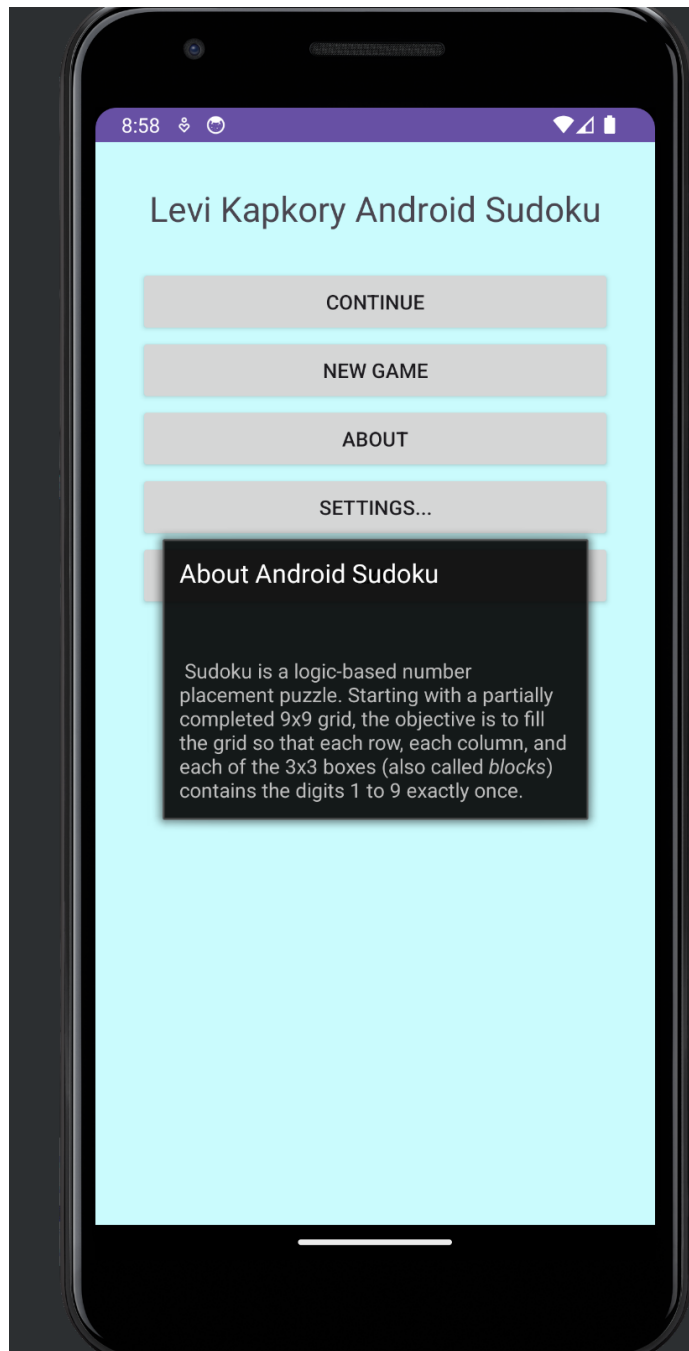 8:58
Levi Kapkory Android Sudoku
CONTINUE
NEW GAME
ABOUT
SETTINGS...
About Android Sudoku
Sudoku is a logic-based number
placement puzzle. Starting with a partially
completed 9x9 grid, the objective is to fill
the grid so that each row, each column, and
each of the 3x3 boxes (also called blocks)
contains the digits 1 to 9 exactly once.